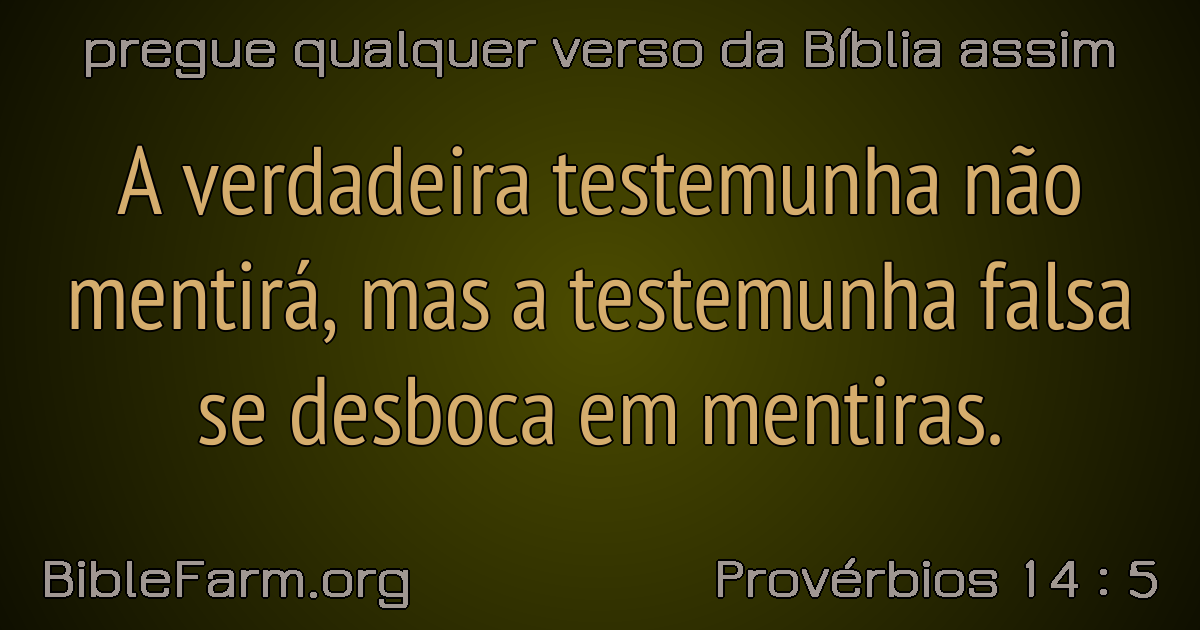 pregue qualquer verso da Bíblia assim
A verdadeira testemunha não
mentirá, mas a testemunha falsa
se desboca em mentiras.
BibleFarm.org
Provérbios 14 : 5